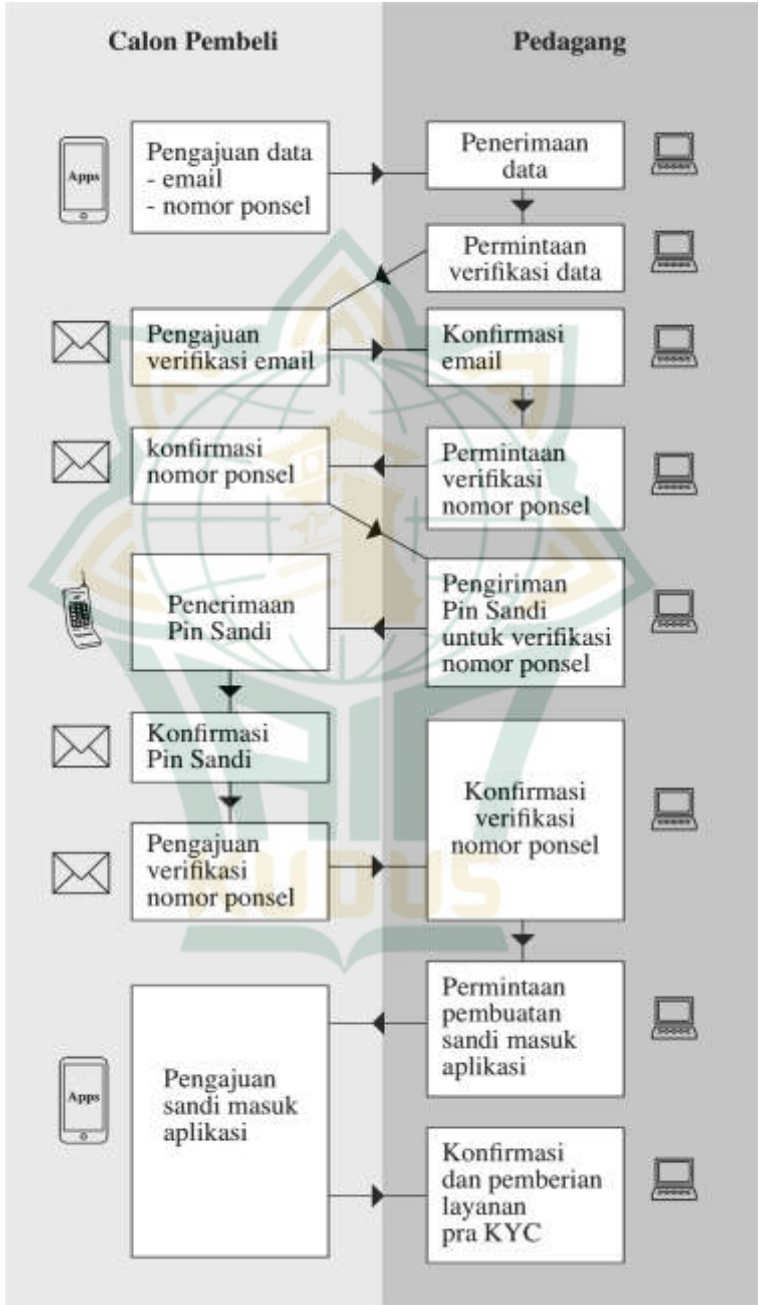 Calon Pembeli
Pedagang
Apps
Pengajuan data
- email
- nomor ponsel
Penerimaan
data
Permintaan
verifikasi data
Pengajuan
verifikasi email
Konfirmasi
email
konfirmasi
nomor ponsel
Permintaan
verifikasi
nomor ponsel
Penerimaan
Pin Sandi
Pengiriman
Pin Sandi
untuk verifikasi
nomor ponsel
Konfirmasi
Pin Sandi
Konfirmasi
verifikasi
nomor ponsel
Pengajuan
verifikasi
nomor ponsel
Permintaan
pembuatan
sandi masuk
aplikasi
Apps
Pengajuan
sandi masuk
aplikasi
Konfirmasi
dan pemberian
layanan
pra KYC
KUDUS